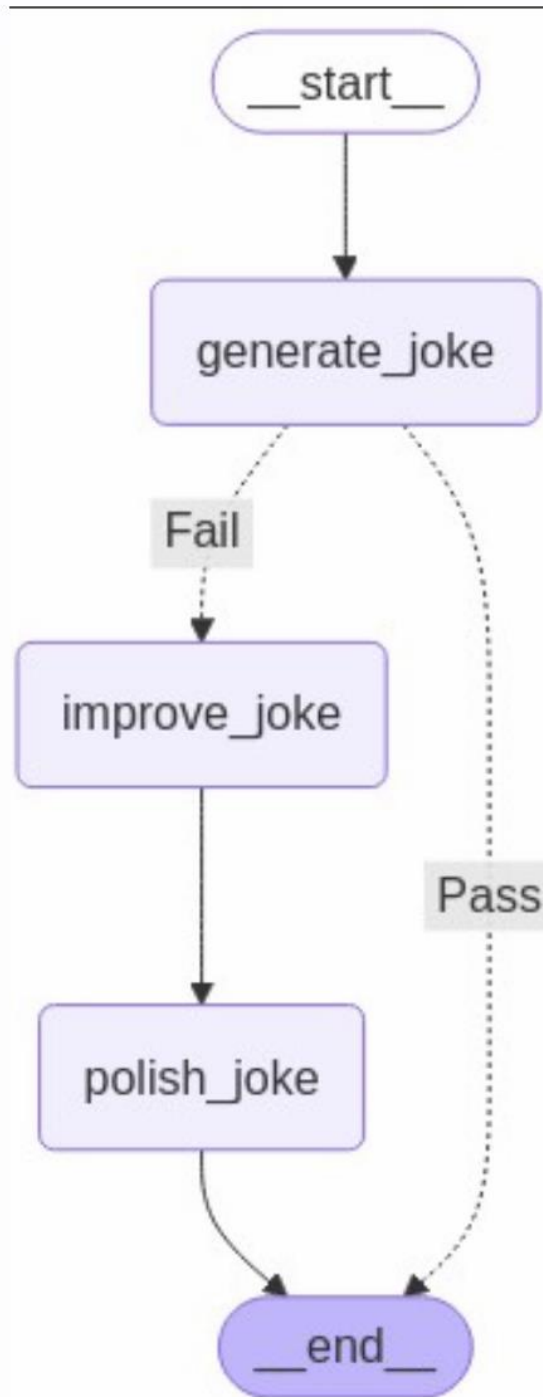 __start__
generate_joke
Fail
improve_joke
Pass
polish_joke
__end__